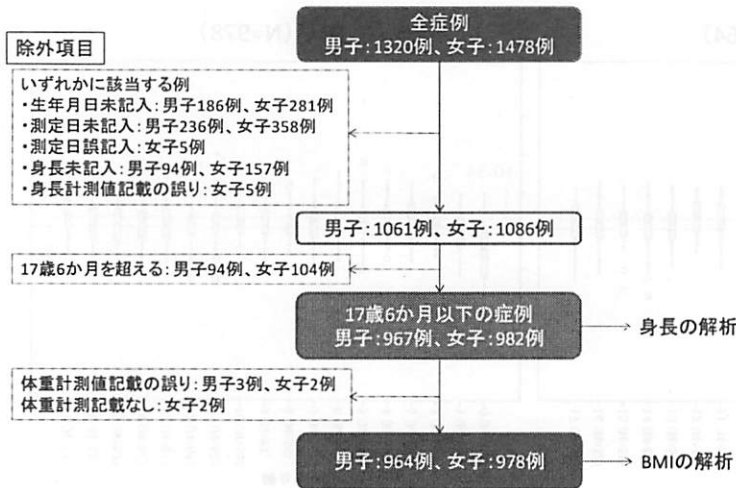 全症例
男子:1320例、女子:1478例
除外項目
いずれかに該当する例
・生年月日未記入:男子186例、女子281例
・測定日未記入:男子236例、女子358例
・測定日誤記入:女子5例
・身長未記入:男子94例、女子157例
・身長計測値記載の誤り:女子5例
男子:1061例、女子:1086例
17歳6か月を超える:男子94例、女子104例
17歳6か月以下の症例
男子:967例、女子:982例
身長の解析
体重計測値記載の誤り:男子3例、女子2例
体重計測記載なし:女子2例
男子:964例、女子:978例
BMIの解析